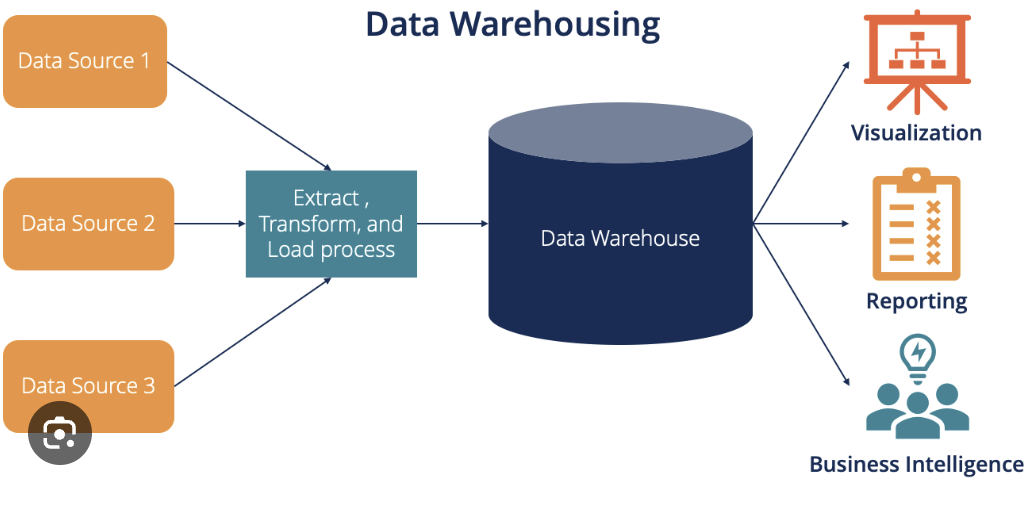 Data Warehousing
Data Source 1
Data Source 2
Data Source 3
Extract ,
Transform, and
Load process
Data Warehouse
Visualization
Reporting
Business Intelligence